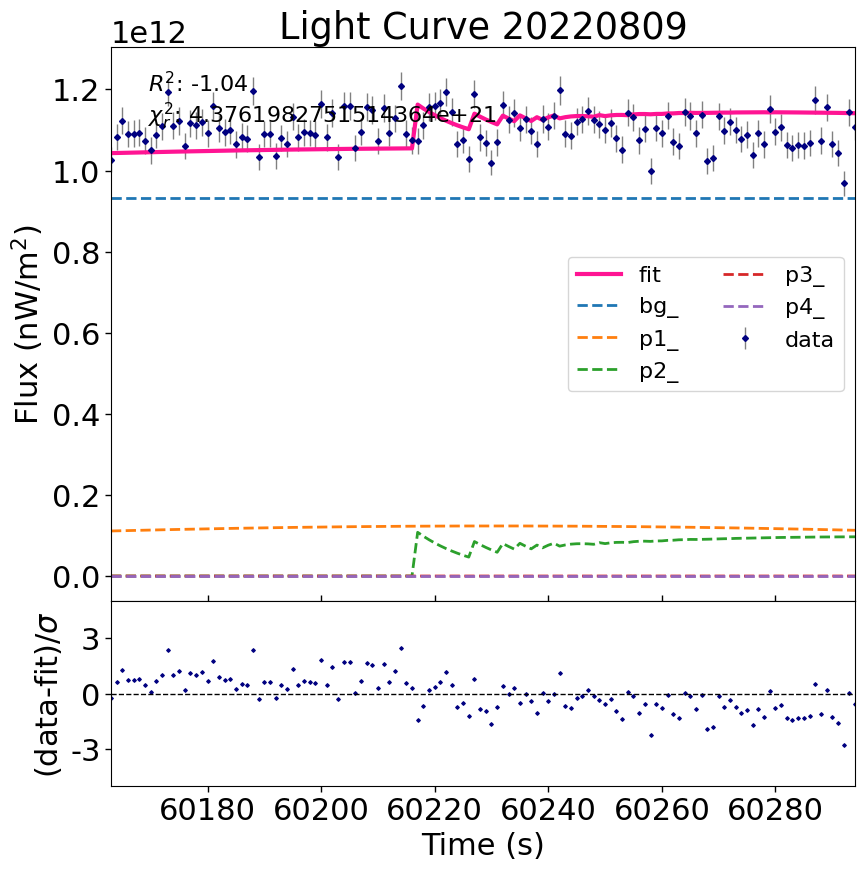 Light Curve 20220809
1e12
R²: -1.04
χ²: 4.3761982751514364e+21
1.2
1.0
0.8
0.6
0.4
0.2
0.0
Flux (nW/m²)
fit
bg_
p1_
p2_
p3_
p4_
data
3
0
-3
(data-fit)/σ
60180 60200 60220 60240 60260 60280
Time (s)